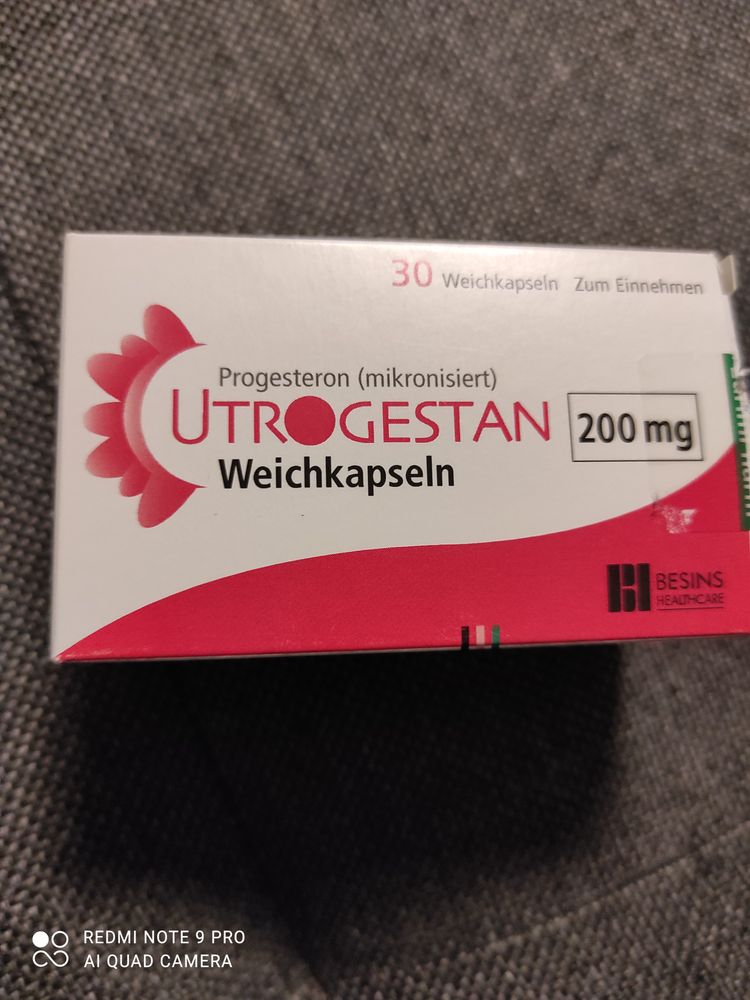 30 Weichkapseln Zum Einnehmen
Progesteron (mikronisiert)
UTROGESTAN 200 mg
Weichkapseln
BESINS
HEALTHCARE
REDMI NOTE 9 PRO
AI QUAD CAMERA